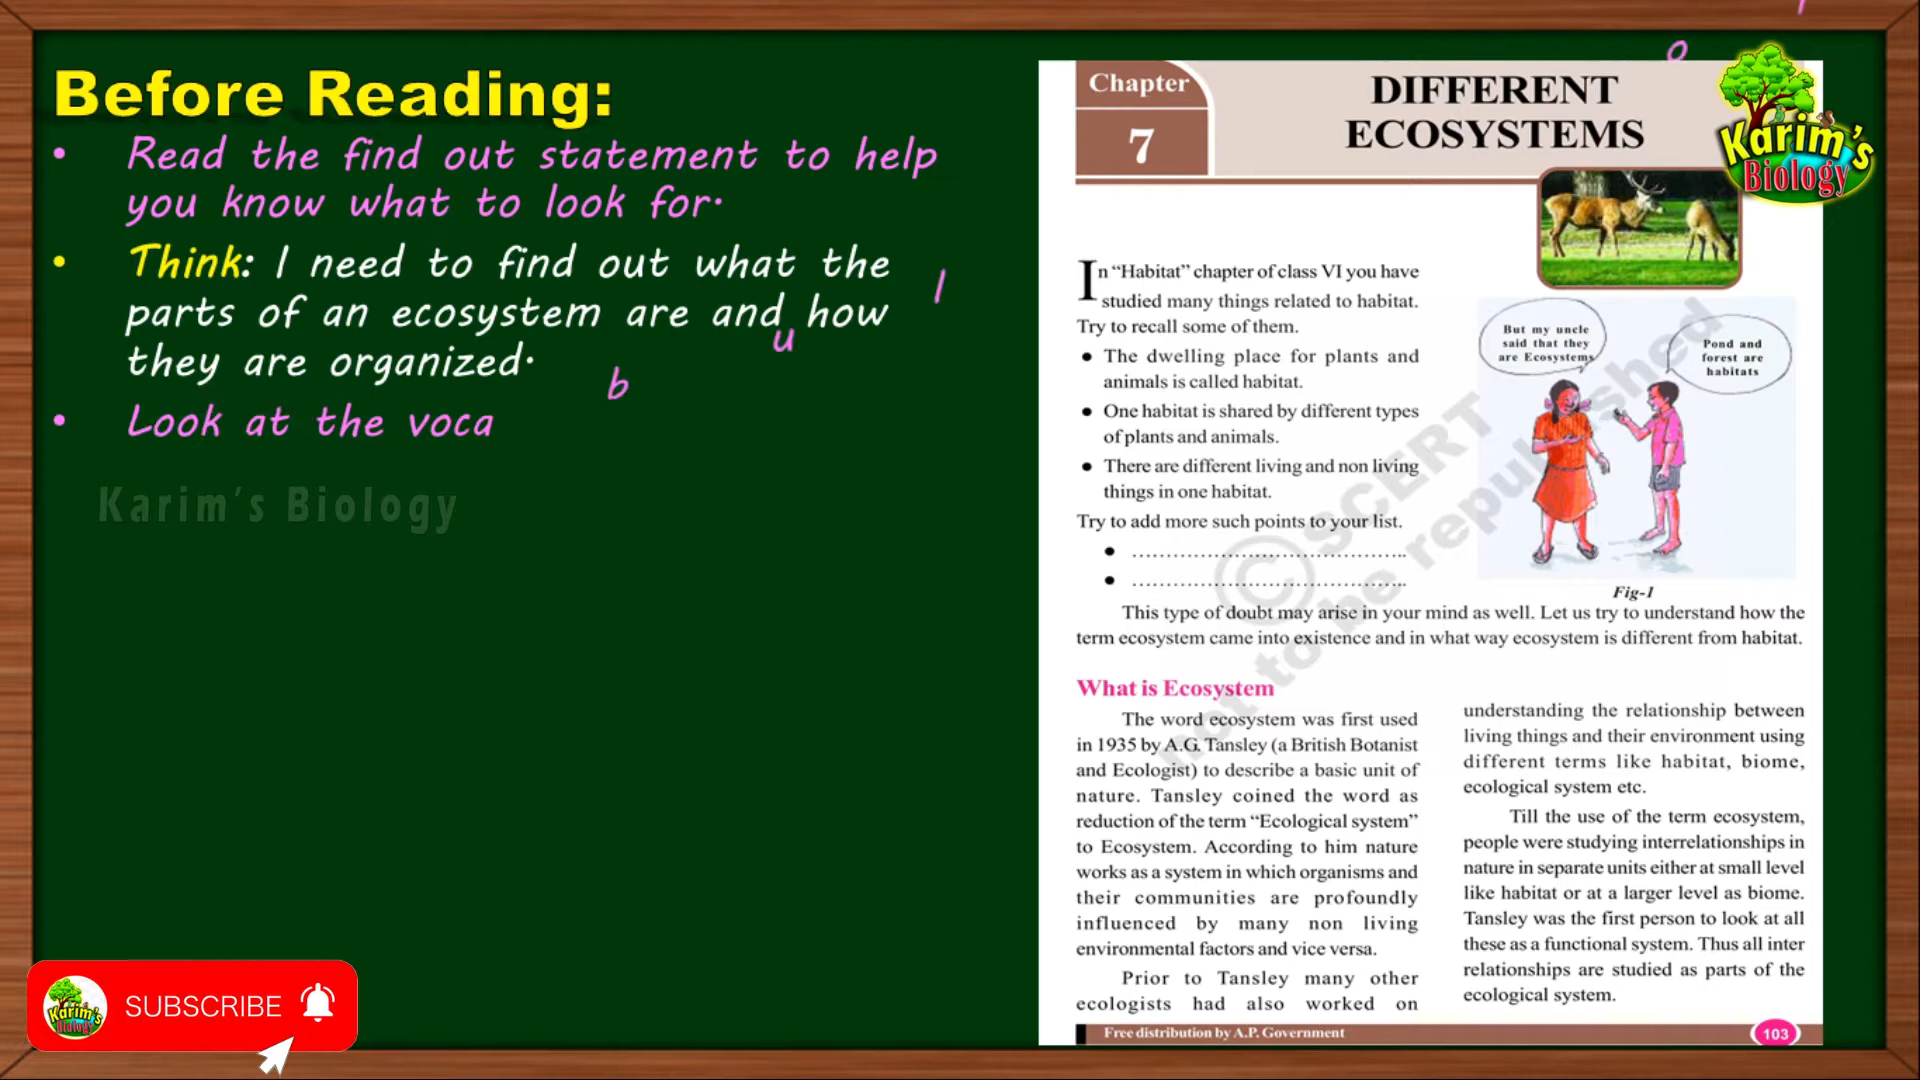 Before Reading:
• Read the find out statement to help
you know what to look for.
• Think: I need to find out what the
parts of an ecosystem are and how
they are organized.
• Look at the voca
b
u
l
Karim's Biology
SUBSCRIBE
Karim's
Biology
Chapter
7
DIFFERENT
ECOSYSTEMS
Karim's
Biology
In “Habitat” chapter of class VI you have
studied many things related to habitat.
Try to recall some of them.
• The dwelling place for plants and
animals is called habitat.
• One habitat is shared by different types
of plants and animals.
• There are different living and non living
things in one habitat.
Try to add more such points to your list.
• ............................................
• ............................................
But my uncle
said that they
are Ecosystems
Pond and
forest are
habitats
Fig-1
This type of doubt may arise in your mind as well. Let us try to understand how the
term ecosystem came into existence and in what way ecosystem is different from habitat.
What is Ecosystem
The word ecosystem was first used
in 1935 by A.G. Tansley (a British Botanist
and Ecologist) to describe a basic unit of
nature. Tansley coined the word as
reduction of the term “Ecological system”
to Ecosystem. According to him nature
works as a system in which organisms and
their communities are profoundly
influenced by many non living
environmental factors and vice versa.
Prior to Tansley many other
ecologists had also worked on
understanding the relationship between
living things and their environment using
different terms like habitat, biome,
ecological system etc.
Till the use of the term ecosystem,
people were studying interrelationships in
nature in separate units either at small level
like habitat or at a larger level as biome.
Tansley was the first person to look at all
these as a functional system. Thus all inter
relationships are studied as parts of the
ecological system.
© SCERT
not to be republished
Free distribution by A.P. Government
103